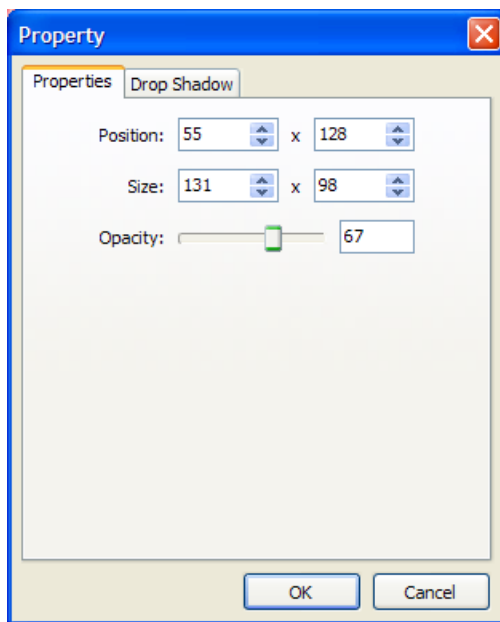 Property
Properties Drop Shadow
Position: 55 x 128
Size: 131 x 98
Opacity: 67
OK Cancel